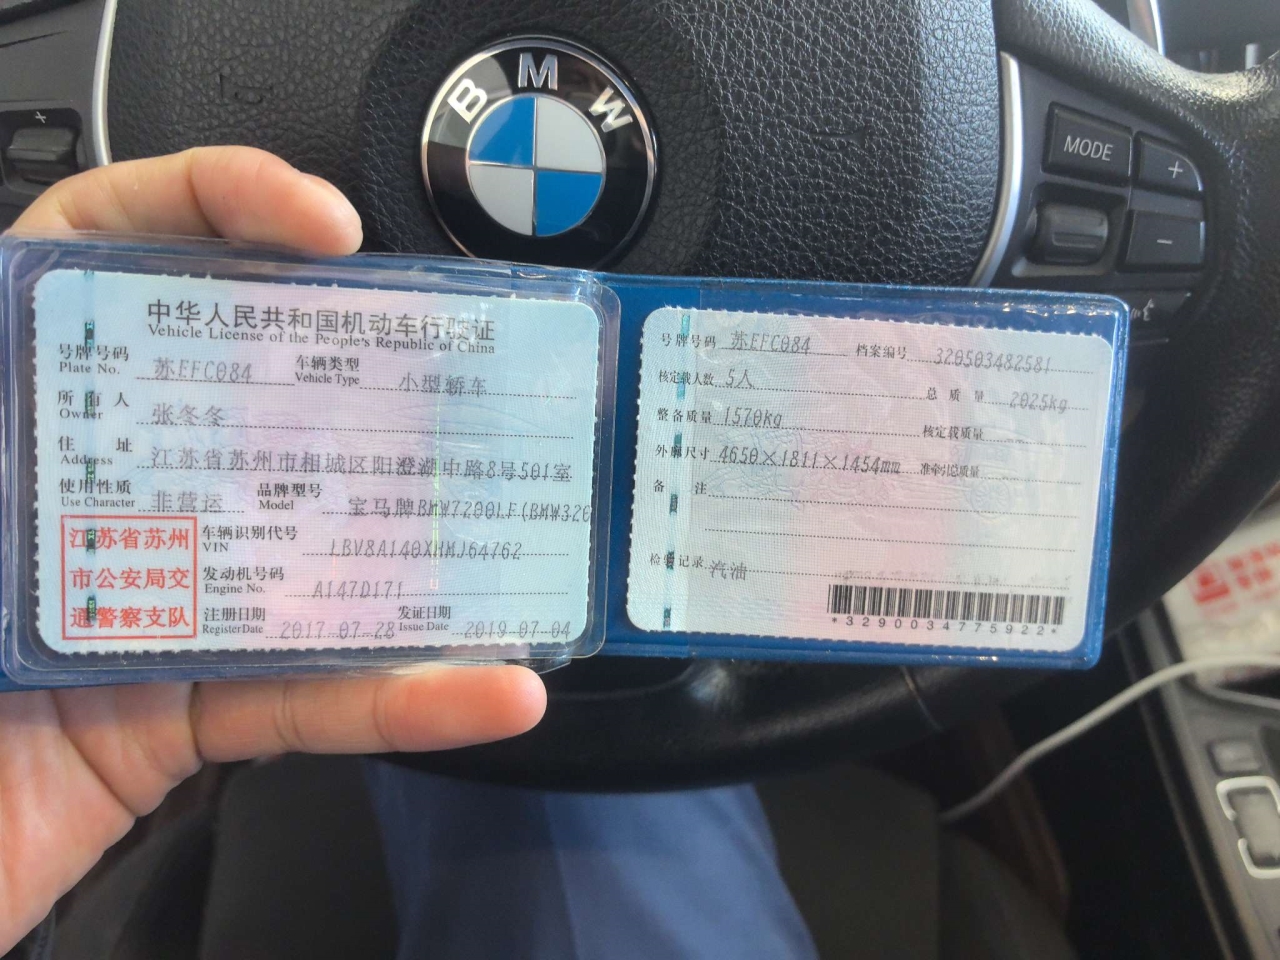 BMW
MODE
+
−
中华人民共和国机动车行驶证
Vehicle License of the People's Republic of China
号牌号码 Plate No. 苏EFC084 车辆类型 Vehicle Type 小型轿车
所有人 Owner 张冬冬
住址 Address 江苏省苏州市相城区阳澄湖中路8号501室
使用性质 Use Character 非营运 品牌型号 Model 宝马牌BMW7200LF(BMW320
江苏省苏州
市公安局交
通警察支队
车辆识别代号 VIN
发动机号码 Engine No. A147D171
注册日期 Register Date 2017-07-28 发证日期 Issue Date 2019-07-04
号牌号码 苏EFC084 档案编号 320503482581
核定载人数 5人 总质量 2025kg
整备质量 1570kg 核定载质量
外廓尺寸 4650×1811×1454mm 准牵引总质量
备注
检验记录 汽油
*3290034775922*